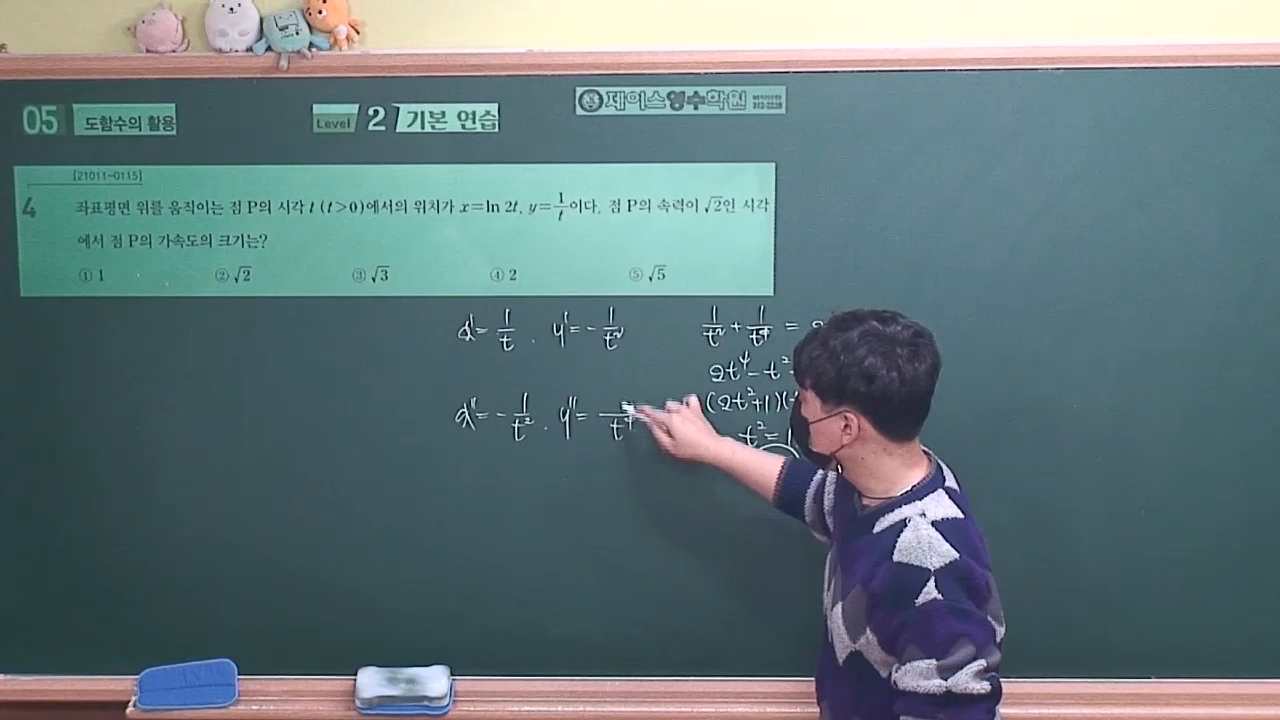 05 도함수의 활용 Level 2 기본 연습 제이스영수학원
[21011-0115]
4 좌표평면 위를 움직이는 점 P의 시각 t (t>0)에서의 위치가 x=ln 2t, y=1/t이다. 점 P의 속력이 √2인 시각
에서 점 P의 가속도의 크기는?
① 1 ② √2 ③ √3 ④ 2 ⑤ √5
x'=1/t . y'=-1/t² 1/t²+1/t⁴ =
2t⁴-t²
x''=-1/t² . y''= /t⁴ (2t²+1)(
t²=1